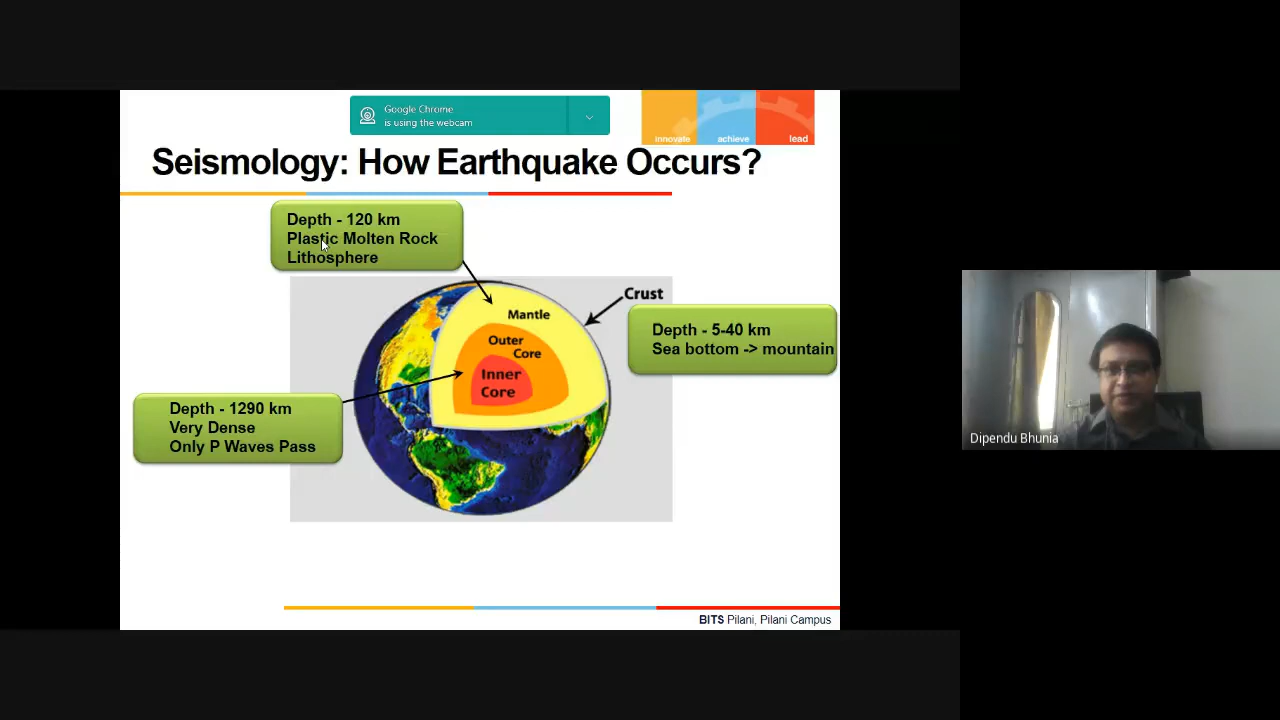 Google Chrome
is using the webcam
innovate achieve lead
Seismology: How Earthquake Occurs?
Depth - 120 km
Plastic Molten Rock
Lithosphere
Crust
Mantle
Depth - 5-40 km
Sea bottom -> mountain
Outer
Core
Inner
Core
Depth - 1290 km
Very Dense
Only P Waves Pass
Dipendu Bhunia
BITS Pilani, Pilani Campus